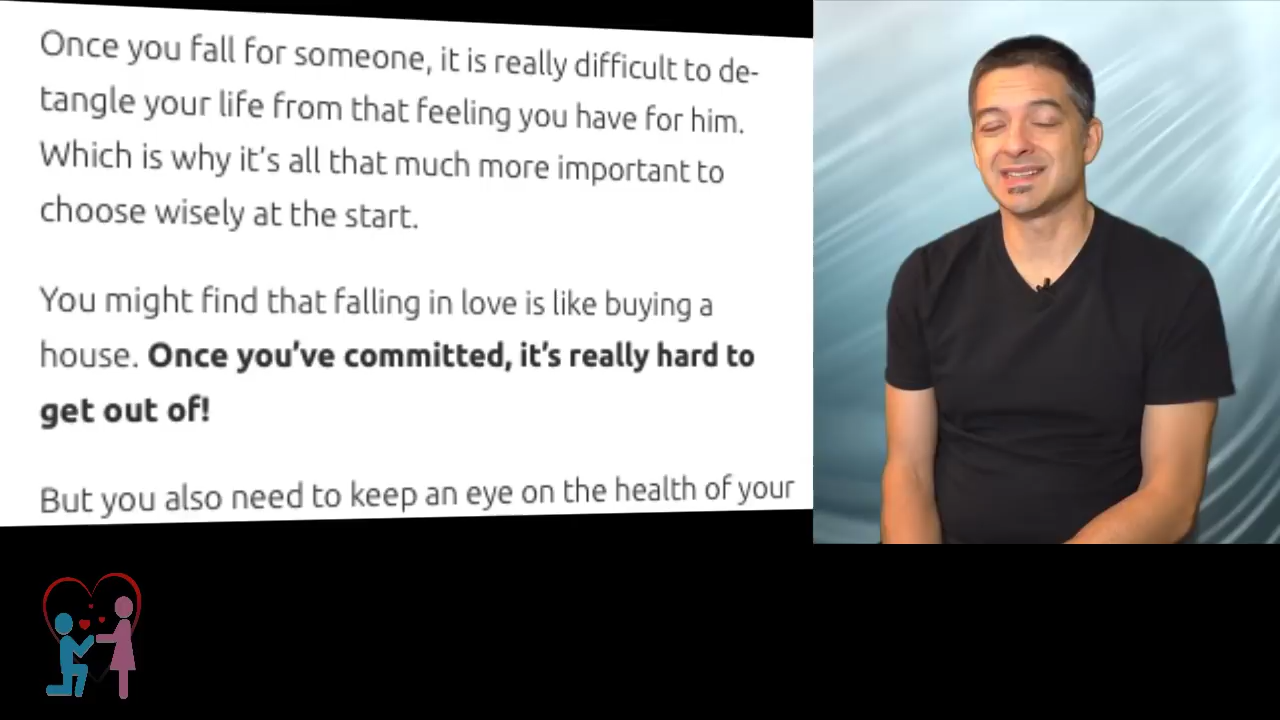 Once you fall for someone, it is really difficult to de-
tangle your life from that feeling you have for him.
Which is why it's all that much more important to
choose wisely at the start.
You might find that falling in love is like buying a
house. Once you've committed, it's really hard to
get out of!
But you also need to keep an eye on the health of your